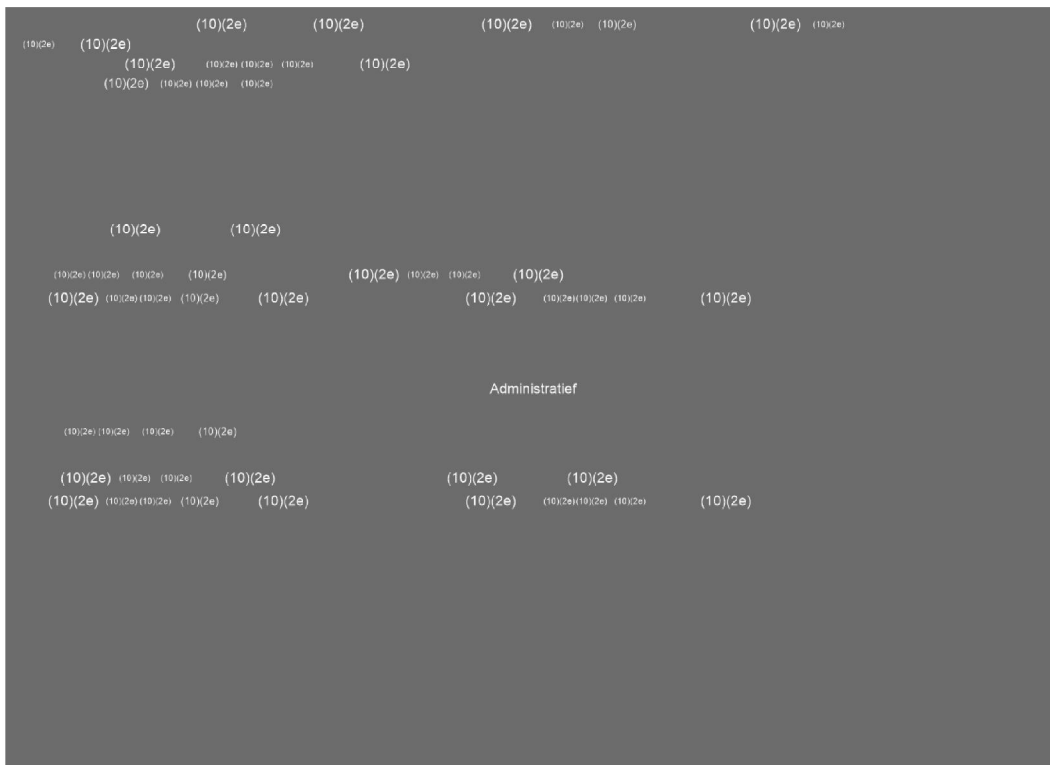 (10)(2e) (10)(2e) (10)(2e) (10)(2e) (10)(2e) (10)(2e) (10)(2e)
(10)(2e) (10)(2e)
(10)(2e) (10)(2e) (10)(2e) (10)(2e) (10)(2e)
(10)(2e) (10)(2e) (10)(2e) (10)(2e)
(10)(2e) (10)(2e)
(10)(2e) (10)(2e) (10)(2e) (10)(2e) (10)(2e) (10)(2e) (10)(2e) (10)(2e)
(10)(2e) (10)(2e) (10)(2e) (10)(2e) (10)(2e) (10)(2e) (10)(2e) (10)(2e) (10)(2e) (10)(2e)
Administratief
(10)(2e) (10)(2e) (10)(2e) (10)(2e)
(10)(2e) (10)(2e) (10)(2e) (10)(2e) (10)(2e) (10)(2e)
(10)(2e) (10)(2e) (10)(2e) (10)(2e) (10)(2e) (10)(2e) (10)(2e) (10)(2e) (10)(2e) (10)(2e)